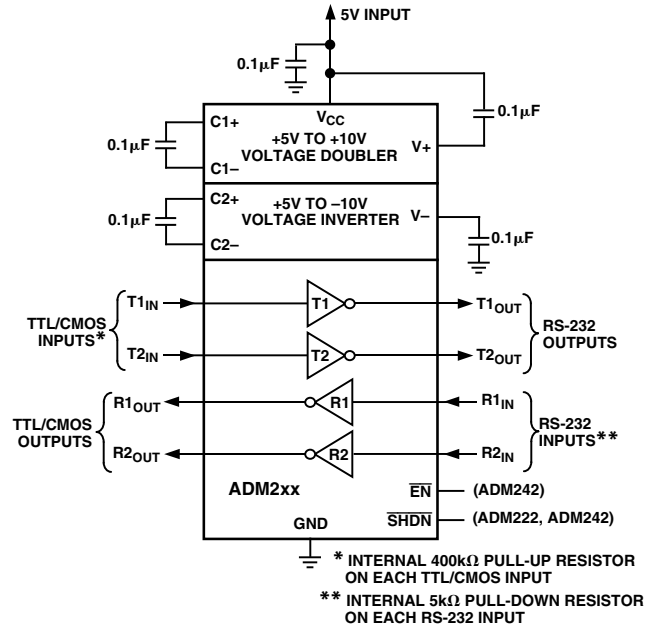 5V INPUT
0.1µF
0.1µF
VCC
C1+
+5V TO +10V
VOLTAGE DOUBLER
V+
0.1µF
C1–
C2+
+5V TO –10V
VOLTAGE INVERTER
V–
0.1µF
C2–
0.1µF
TTL/CMOS
INPUTS*
T1IN
T1
T1OUT
T2IN
T2
T2OUT
RS-232
OUTPUTS
TTL/CMOS
OUTPUTS
R1OUT
R1
R1IN
R2OUT
R2
R2IN
RS-232
INPUTS**
ADM2xx
EN
(ADM242)
GND
SHDN
(ADM222, ADM242)
* INTERNAL 400kΩ PULL-UP RESISTOR
ON EACH TTL/CMOS INPUT
** INTERNAL 5kΩ PULL-DOWN RESISTOR
ON EACH RS-232 INPUT